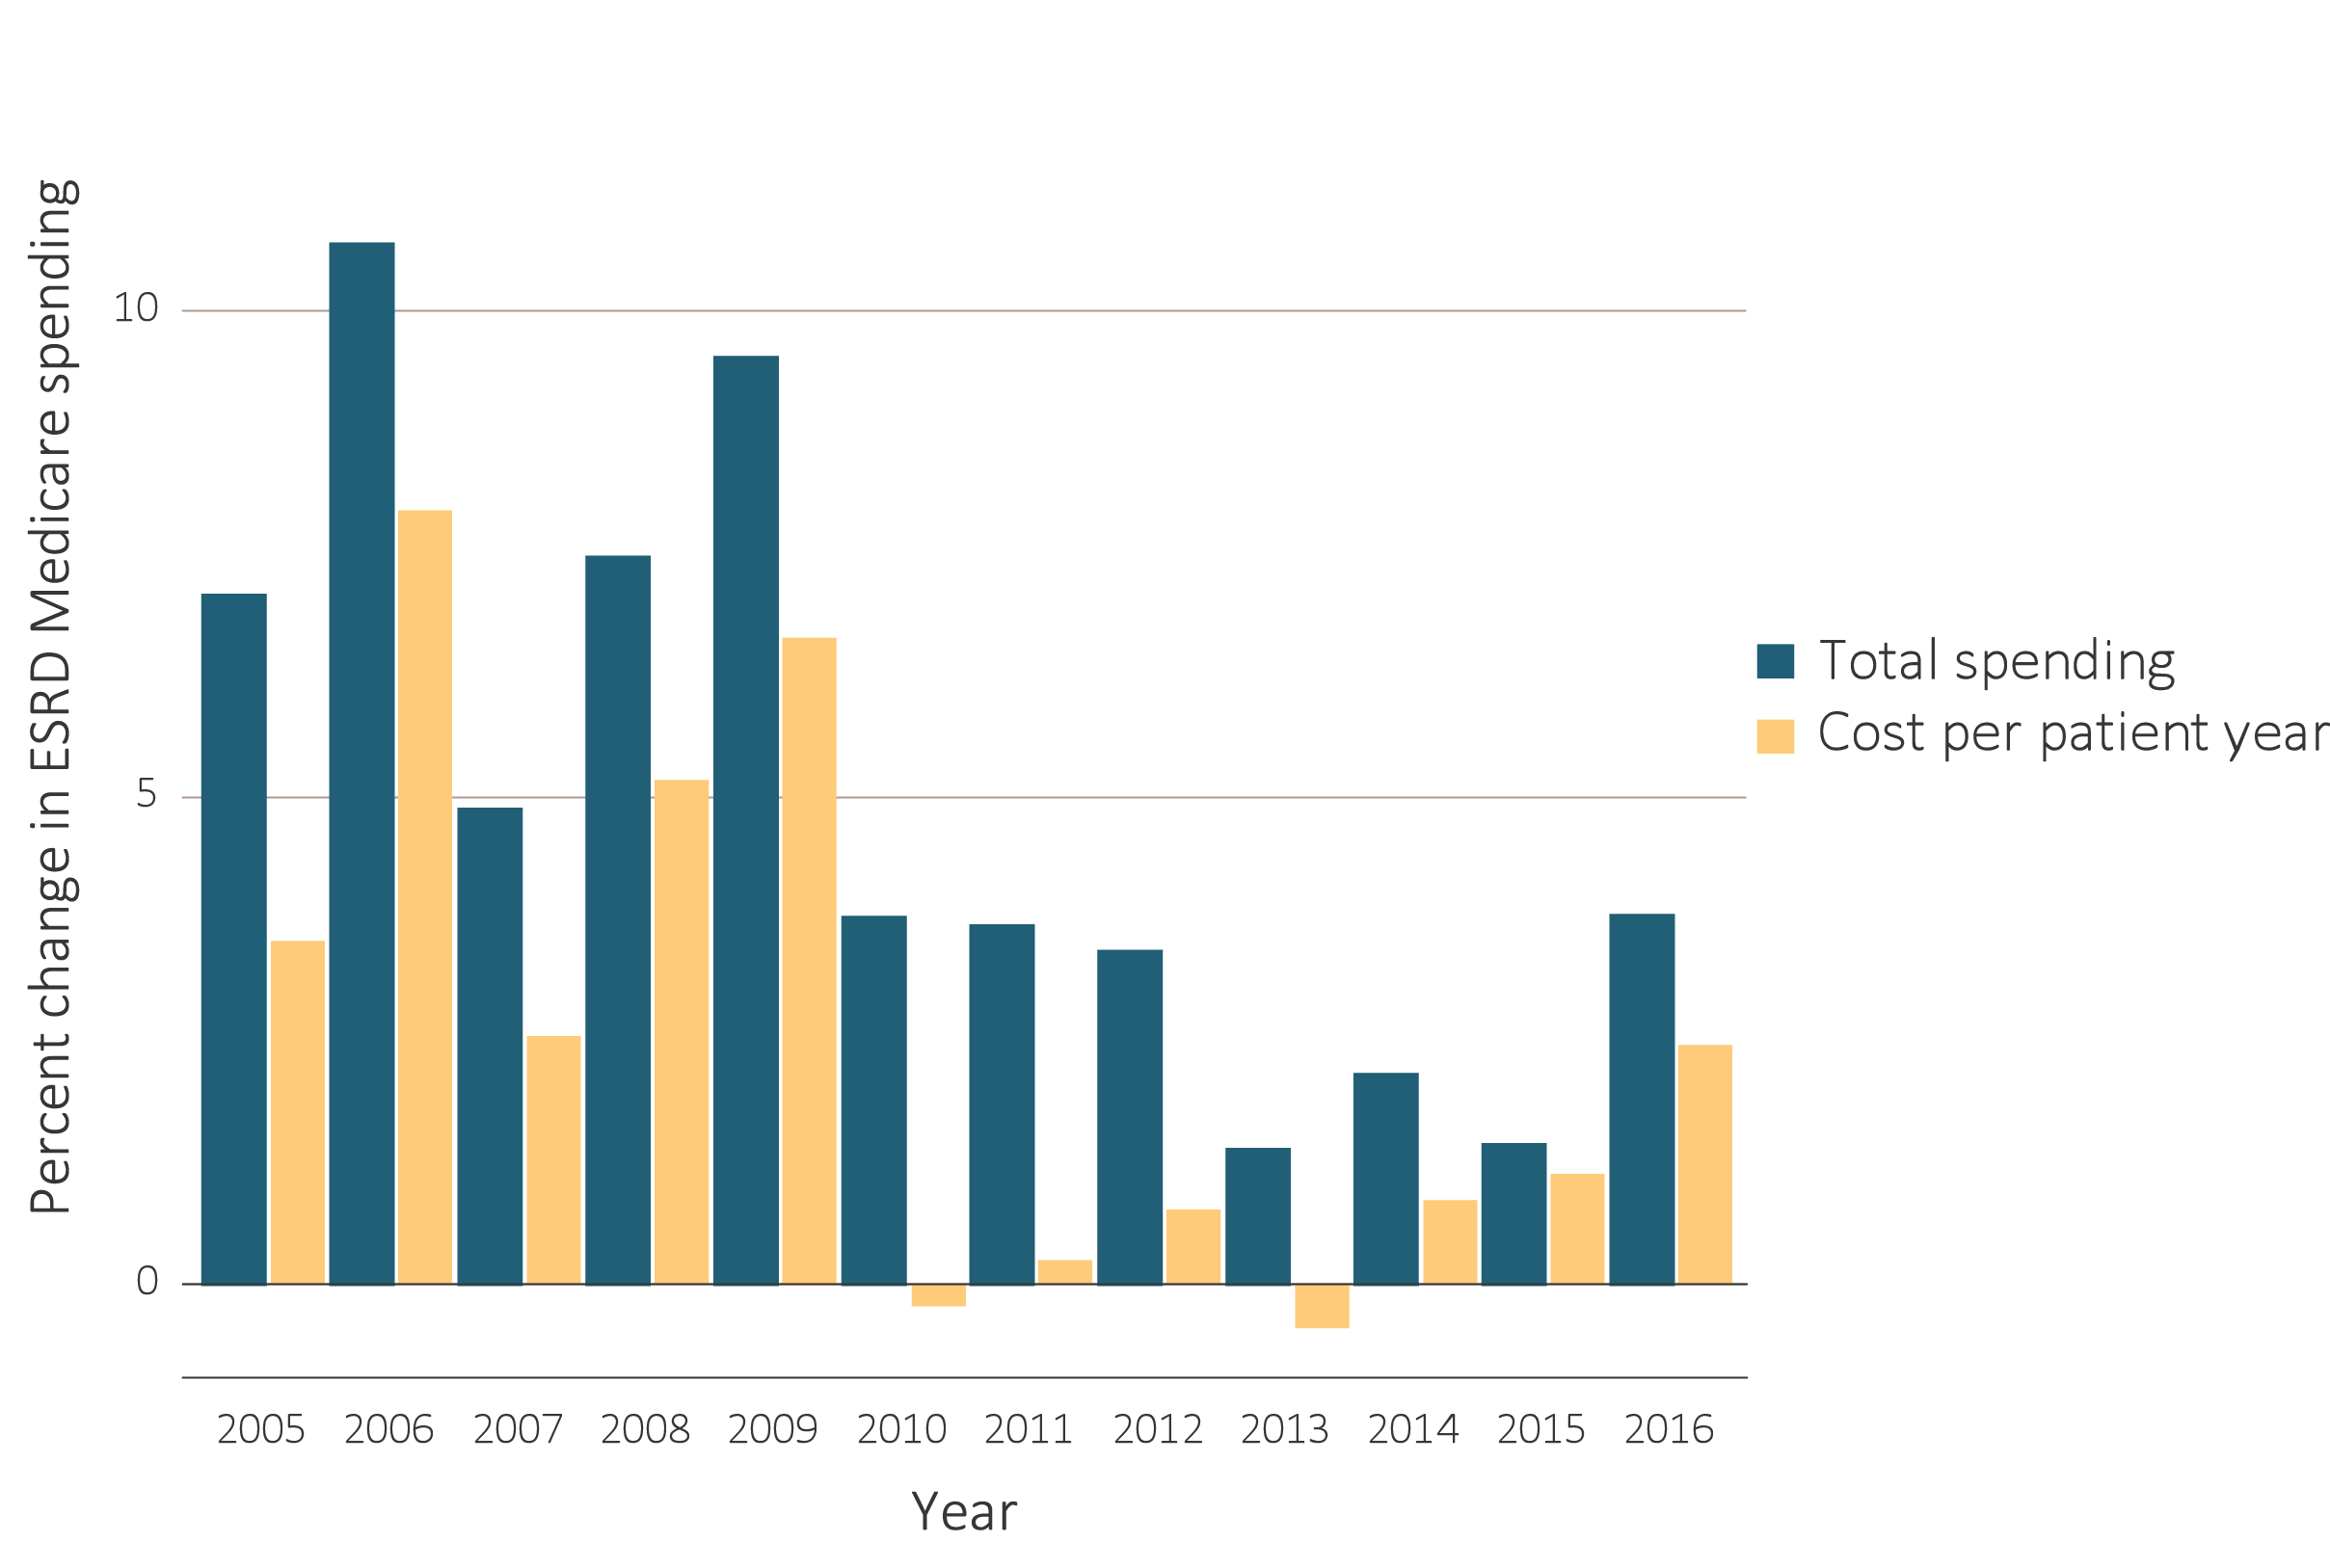 Percent change in ESRD Medicare spending
10
5
0
Total spending
Cost per patient year
2005 2006 2007 2008 2009 2010 2011 2012 2013 2014 2015 2016
Year